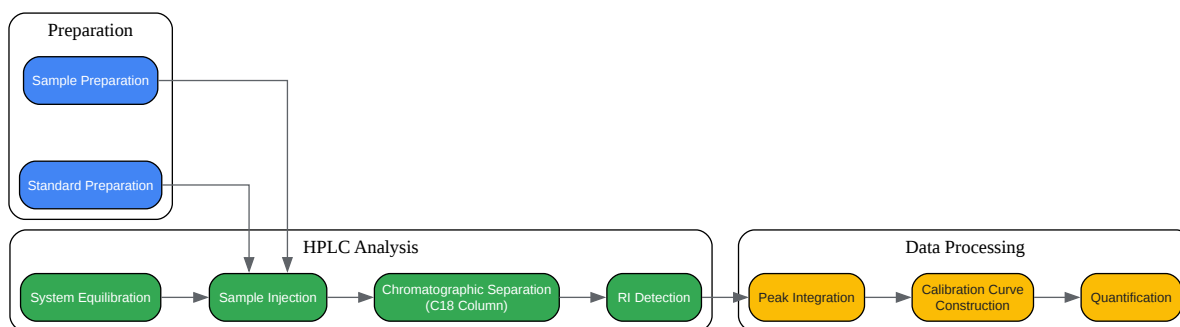 Preparation
Sample Preparation
Standard Preparation
HPLC Analysis
System Equilibration
Sample Injection
Chromatographic Separation
(C18 Column)
RI Detection
Data Processing
Peak Integration
Calibration Curve
Construction
Quantification